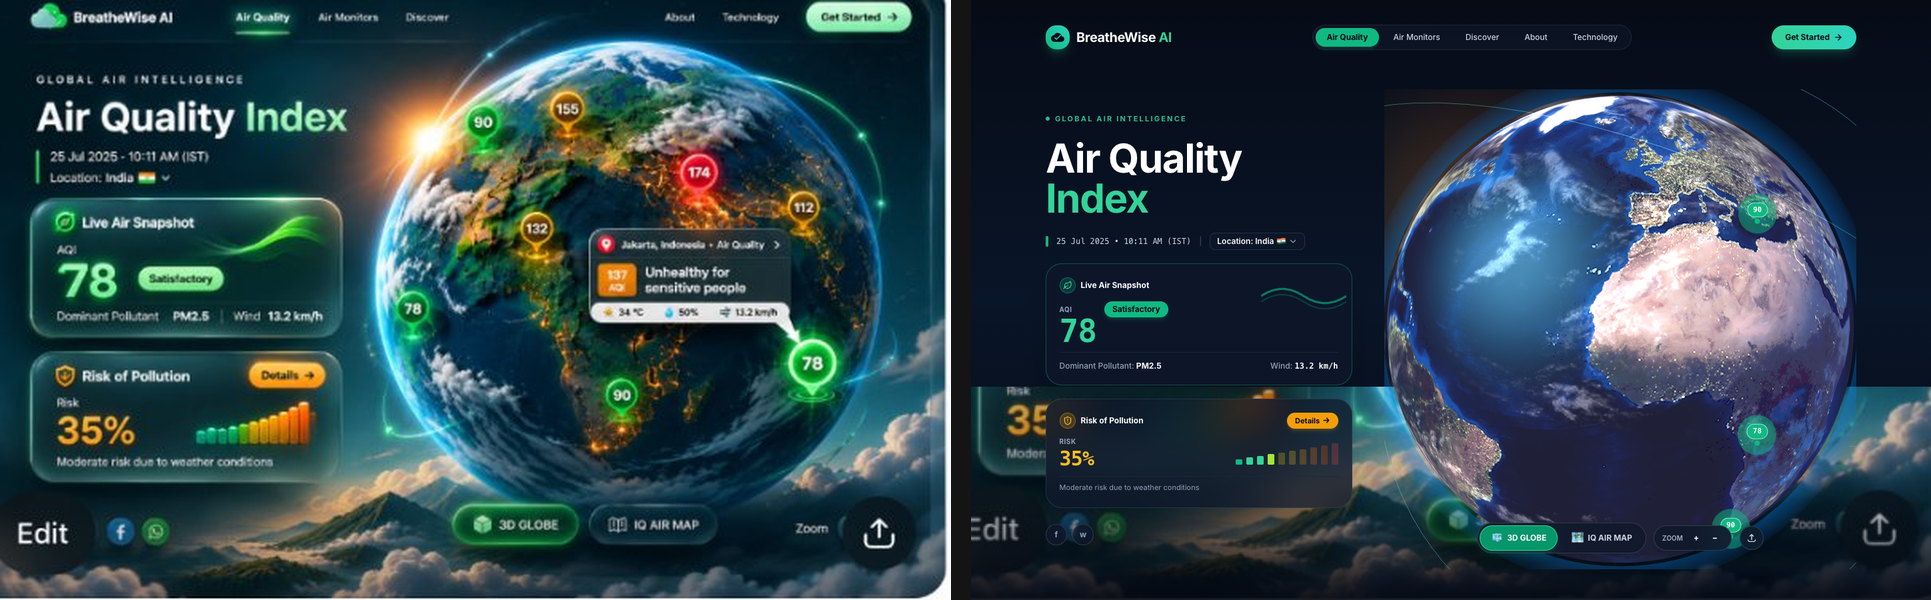 BreatheWise AI
Air Quality
Air Monitors
Discover
About
Technology
Get Started →
GLOBAL AIR INTELLIGENCE
Air Quality Index
25 Jul 2025 - 10:11 AM (IST)
Location: India
Live Air Snapshot
AQI
78
Satisfactory
Dominant Pollutant PM2.5 | Wind 13.2 km/h
Risk of Pollution
Details →
Risk
35%
Moderate risk due to weather conditions
90
155
174
112
132
78
90
Jakarta, Indonesia • Air Quality >
137
AQI
Unhealthy for
sensitive people
34 °C
50%
13.2 km/h
78
Edit
3D GLOBE
IQ AIR MAP
Zoom
BreatheWise AI
Air Quality
Air Monitors
Discover
About
Technology
Get Started →
GLOBAL AIR INTELLIGENCE
Air Quality
Index
25 Jul 2025 • 10:11 AM (IST)
Location: India
Live Air Snapshot
AQI
78
Satisfactory
Dominant Pollutant: PM2.5
Wind: 13.2 km/h
Risk
35
Moder
Risk of Pollution
Details →
RISK
35%
Moderate risk due to weather conditions
90
78
90
Edit
f
w
3D GLOBE
IQ AIR MAP
ZOOM + −
Zoom